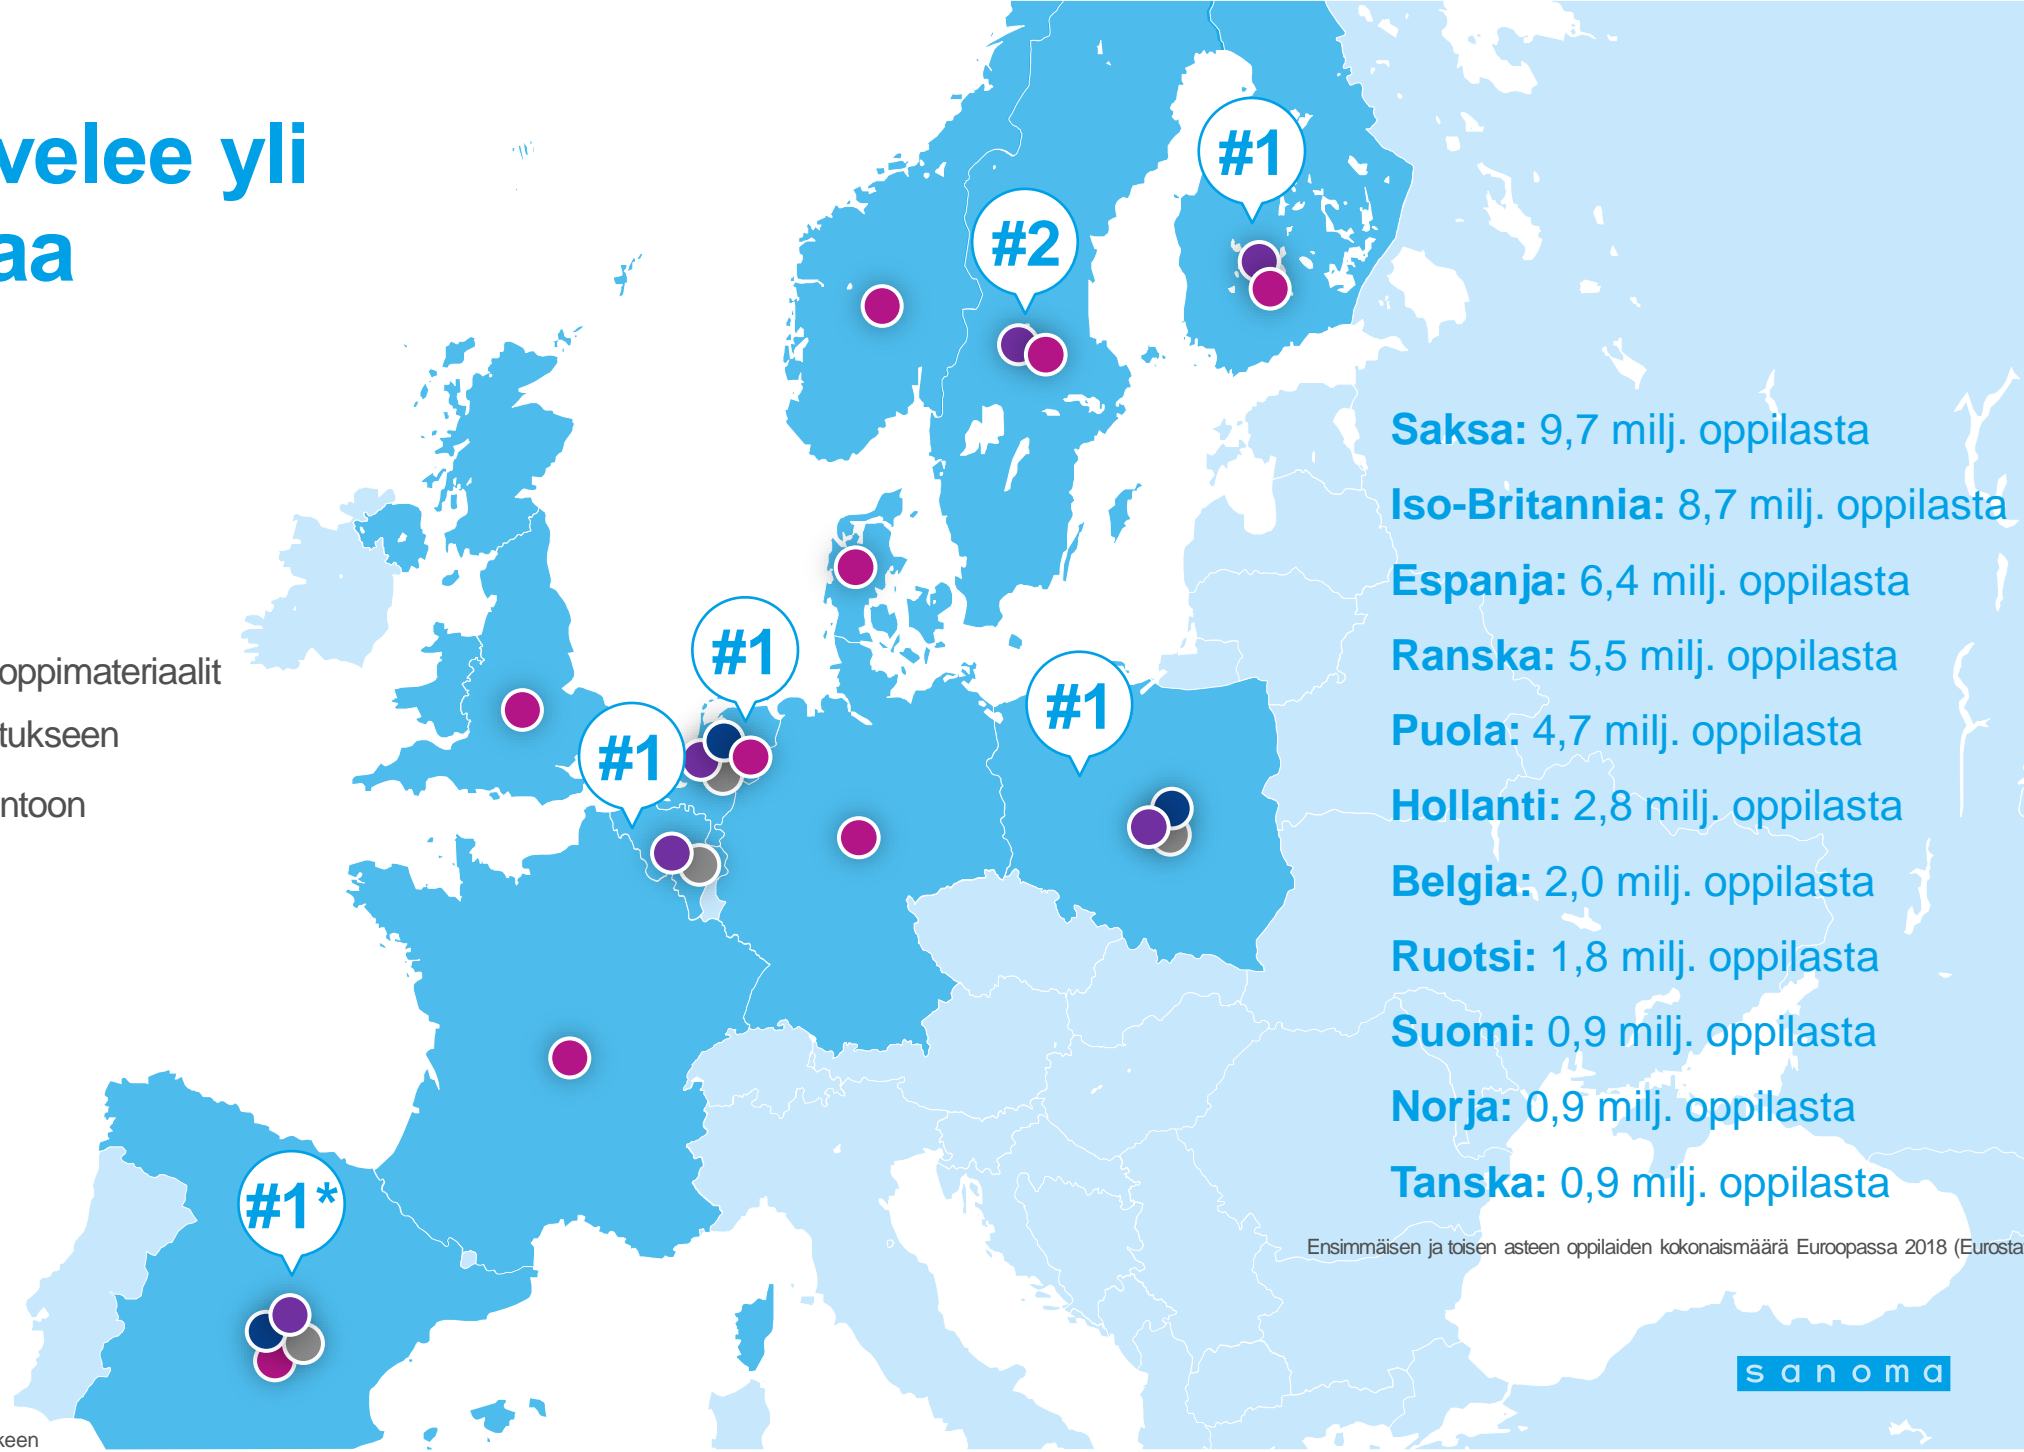 velee yli
aa
oppimateriaalit
tukseen
ntoon
#1
#2
#1
#1
#1
#1*
Saksa: 9,7 milj. oppilasta
Iso-Britannia: 8,7 milj. oppilasta
Espanja: 6,4 milj. oppilasta
Ranska: 5,5 milj. oppilasta
Puola: 4,7 milj. oppilasta
Hollanti: 2,8 milj. oppilasta
Belgia: 2,0 milj. oppilasta
Ruotsi: 1,8 milj. oppilasta
Suomi: 0,9 milj. oppilasta
Norja: 0,9 milj. oppilasta
Tanska: 0,9 milj. oppilasta
Ensimmäisen ja toisen asteen oppilaiden kokonaismäärä Euroopassa 2018 (Eurosta
sanoma
keen